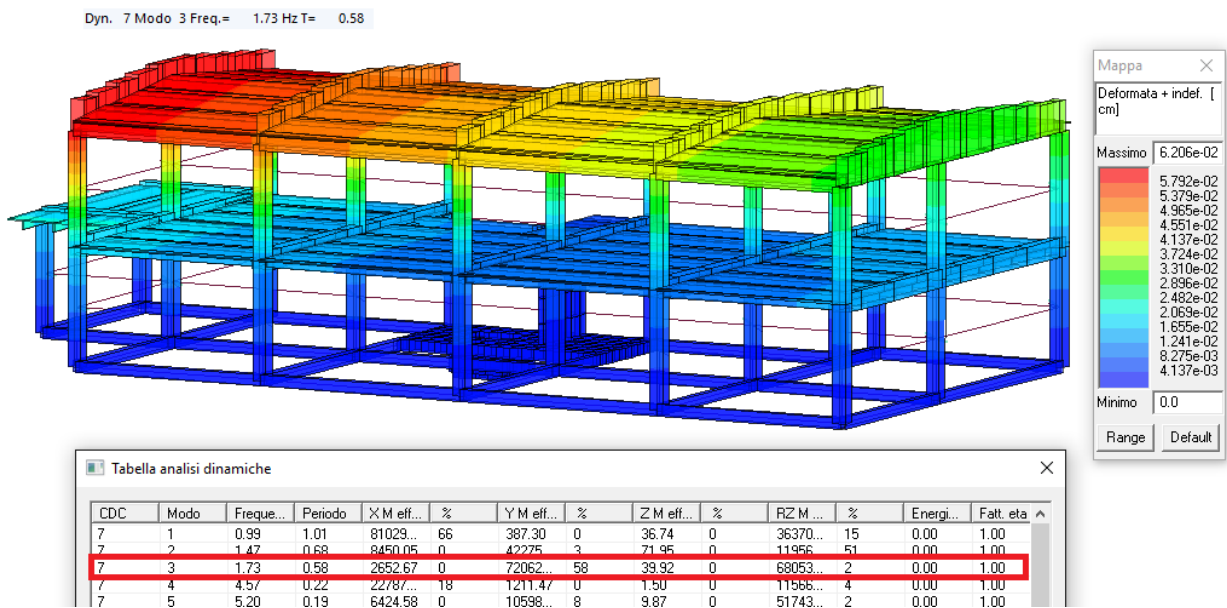 Dyn. 7 Modo 3 Freq.= 1.73 Hz T= 0.58
Mappa
Deformata + indef. [
cm]
Massimo 6.206e-02
5.792e-02
5.379e-02
4.965e-02
4.551e-02
4.137e-02
3.724e-02
3.310e-02
2.896e-02
2.482e-02
2.069e-02
1.655e-02
1.241e-02
8.275e-03
4.137e-03
Minimo 0.0
Range Default
Tabella analisi dinamiche
CDC Modo Freque... Periodo X M eff... % Y M eff... % Z M eff... % RZ M ... % Energi... Fatt. eta
7 1 0.99 1.01 81029... 66 387.30 0 36.74 0 36370... 15 0.00 1.00
7 2 1.47 0.68 8450.05 0 42275... 3 71.95 0 11956... 51 0.00 1.00
7 3 1.73 0.58 2652.67 0 72062... 58 39.92 0 68053... 2 0.00 1.00
7 4 4.57 0.22 22787... 18 1211.47 0 1.50 0 11566... 4 0.00 1.00
7 5 5.20 0.19 6424.58 0 10598... 8 9.87 0 51743... 2 0.00 1.00